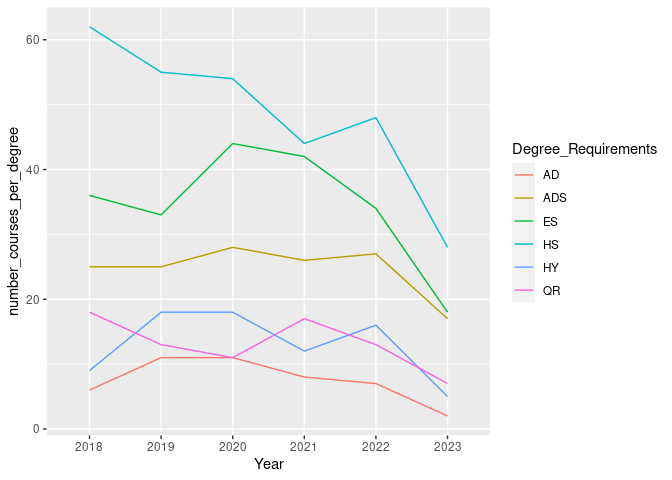 60
40
20
0
number_courses_per_degree
2018 2019 2020 2021 2022 2023
Year
Degree_Requirements
AD
ADS
ES
HS
HY
QR